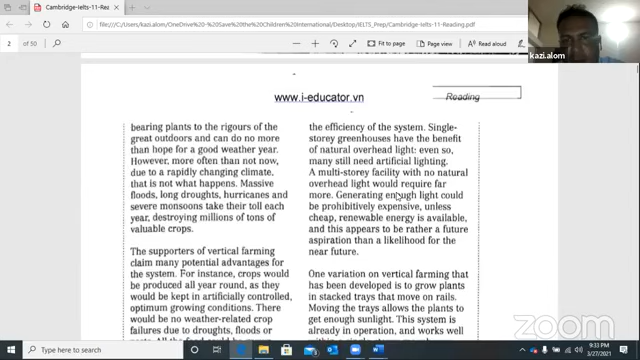 Cambridge-Ielts-11-Reading.pdf
file:///C:/Users/kazi.alom/OneDrive%20-%20Save%20the%20Children%20International/Desktop/IELTS_Prep/Cambridge-Ielts-11-Reading.pdf
2 of 50
Fit to page
Page view
Read aloud
kazi.alom
www.i-educator.vn
Reading
bearing plants to the rigours of the
great outdoors and can do no more
than hope for a good weather year.
However, more often than not now,
due to a rapidly changing climate,
that is not what happens. Massive
floods, long droughts, hurricanes and
severe monsoons take their toll each
year, destroying millions of tons of
valuable crops.
The supporters of vertical farming
claim many potential advantages for
the system. For instance, crops would
be produced all year round, as
they would be kept in artificially controlled,
optimum growing conditions. There
would be no weather-related crop
failures due to droughts, floods or
the efficiency of the system. Single-
storey greenhouses have the benefit
of natural overhead light: even so,
many still need artificial lighting.
A multi-storey facility with no natural
overhead light would require far
more. Generating enough light could
be prohibitively expensive, unless
cheap, renewable energy is available,
and this appears to be rather a future
aspiration than a likelihood for the
near future.
One variation on vertical farming that
has been developed is to grow plants
in stacked trays that move on rails.
Moving the trays allows the plants to
get enough sunlight. This system is
already in operation, and works well
zoom
Type here to search
9:33 PM
3/27/2021